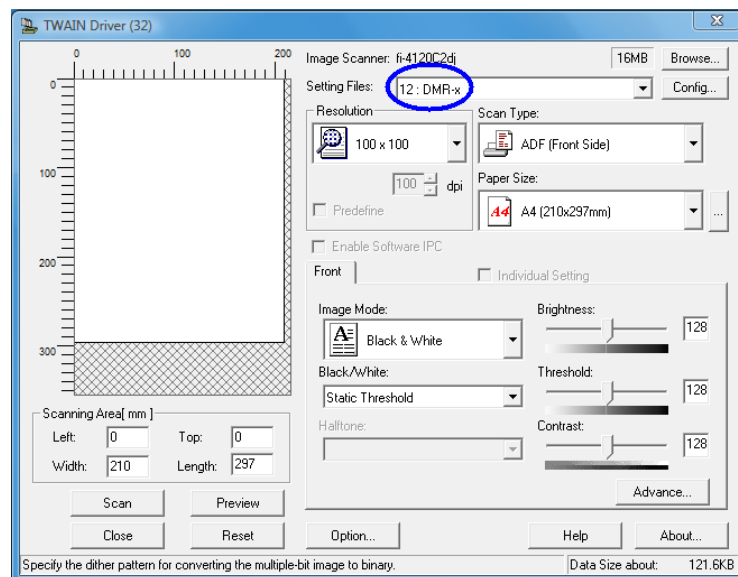 TWAIN Driver (32)
0 100 200
0
100
200
300
Image Scanner: fi-4120C2dj 16MB Browse...
Setting Files: 12 : DMR-x Config...
Resolution
100 x 100
100 dpi
Predefine
Scan Type:
ADF (Front Side)
Paper Size:
A4 A4 (210x297mm) ...
Enable Software IPC
Front
Individual Setting
Image Mode:
A Black & White
Brightness:
128
Black/White:
Static Threshold
Threshold:
128
Halftone:
Contrast:
128
Advance...
Scanning Area[ mm ]
Left: 0 Top: 0
Width: 210 Length: 297
Scan Preview
Close Reset Option... Help About...
Specify the dither pattern for converting the multiple-bit image to binary. Data Size about: 121.6KB